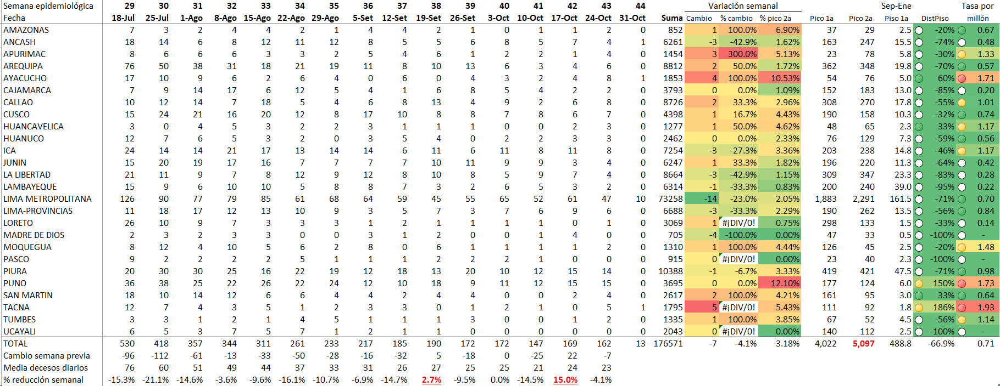 Semana epidemiológica 29 30 31 32 33 34 35 36 37 38 39 40 41 42 43 44 Variación semanal Sep-Ene Tasa por
Fecha 18-Jul 25-Jul 1-Ago 8-Ago 15-Ago 22-Ago 29-Ago 5-Set 12-Set 19-Set 26-Set 3-Oct 10-Oct 17-Oct 24-Oct 31-Oct Suma Cambio % cambio % pico 2a Pico 1a Pico 2a Piso 1a DistPiso millón
AMAZONAS 7 3 2 4 4 2 1 4 4 2 1 0 1 1 2 0 852 1 100.0% 6.90% 37 29 2.5 -20% 0.67
ANCASH 18 14 6 8 12 11 12 8 5 5 6 8 5 7 4 1 6261 -3 -42.9% 1.62% 163 247 15.5 -74% 0.48
APURIMAC 8 6 6 6 3 3 2 5 4 6 1 2 2 1 4 0 1454 3 300.0% 5.13% 23 78 5.8 -30% 1.33
AREQUIPA 76 50 38 31 18 21 19 11 8 10 13 6 3 4 6 0 8812 2 50.0% 1.72% 362 348 19.8 -70% 0.57
AYACUCHO 17 10 9 6 2 6 4 0 6 0 4 3 2 4 8 1 1853 4 100.0% 10.53% 54 76 5.0 60% 1.71
CAJAMARCA 7 9 14 17 6 12 5 4 1 6 8 5 4 2 2 0 3793 0 0.0% 1.09% 152 183 13.0 -85% 0.20
CALLAO 10 12 14 7 18 5 4 6 8 13 4 9 2 6 8 0 8726 2 33.3% 2.96% 308 270 17.8 -55% 1.01
CUSCO 15 24 21 16 20 12 8 17 10 8 8 7 8 6 7 0 4398 1 16.7% 4.43% 190 158 10.3 -32% 0.74
HUANCAVELICA 3 0 4 5 3 2 2 3 1 1 1 0 0 2 3 0 1277 1 50.0% 4.62% 48 65 2.3 33% 1.17
HUANUCO 12 7 6 5 3 2 0 3 5 4 0 2 2 3 3 0 2462 0 0.0% 2.33% 76 129 7.3 -59% 0.56
ICA 24 14 14 21 17 13 14 14 6 11 6 11 8 11 8 0 7254 -3 -27.3% 3.36% 203 238 14.8 -46% 1.17
JUNIN 15 20 19 17 16 7 7 7 7 10 11 9 9 3 4 0 6247 1 33.3% 1.82% 196 220 11.3 -64% 0.42
LA LIBERTAD 21 11 9 7 8 12 9 12 8 10 8 5 9 7 4 0 8664 -3 -42.9% 1.15% 309 347 23.3 -83% 0.28
LAMBAYEQUE 15 9 6 10 10 5 8 8 7 3 2 6 5 3 2 0 6314 -1 -33.3% 0.83% 200 240 39.0 -95% 0.22
LIMA METROPOLITANA 126 90 77 79 85 61 68 64 59 45 55 65 52 61 47 10 73258 -14 -23.0% 2.05% 1,883 2,291 161.5 -71% 0.70
LIMA-PROVINCIAS 11 18 17 12 13 10 9 3 5 7 3 7 6 9 6 0 6688 -3 -33.3% 2.29% 190 262 13.5 -56% 0.84
LORETO 26 10 9 7 3 3 3 1 2 1 1 1 1 0 1 0 3069 1 #¡DIV/0! 0.75% 298 133 1.5 -33% 0.14
MADRE DE DIOS 2 3 2 3 0 0 2 3 1 2 0 0 1 4 0 0 705 -4 -100.0% 0.00% 47 33 0.5 -100% -
MOQUEGUA 8 12 4 10 5 6 2 8 0 6 1 1 1 1 2 0 1310 1 100.0% 4.44% 126 45 2.5 -20% 1.48
PASCO 9 2 2 2 2 5 1 1 1 2 2 2 1 0 0 0 915 0 #¡DIV/0! 0.00% 23 40 2.3 -100% -
PIURA 20 30 30 25 16 22 19 12 18 13 20 10 12 15 14 0 10388 -1 -6.7% 3.33% 419 421 47.5 -71% 0.98
PUNO 36 38 25 22 26 22 24 12 10 18 9 11 12 15 15 0 3695 0 0.0% 12.10% 177 124 6.0 150% 1.73
SAN MARTIN 18 10 14 12 6 6 4 4 2 4 4 0 0 2 4 0 2617 2 100.0% 4.21% 161 95 3.0 33% 0.64
TACNA 12 7 4 3 5 1 2 3 3 0 1 2 1 0 5 1 1795 5 #¡DIV/0! 5.43% 111 92 1.8 186% 1.93
TUMBES 3 3 1 2 1 4 5 1 1 1 3 0 0 1 2 0 1335 1 100.0% 3.85% 67 52 4.5 -56% 1.14
UCAYALI 6 5 3 7 5 7 1 2 1 1 0 0 0 0 0 0 2043 0 #¡DIV/0! 0.00% 140 112 2.5 -100% -
TOTAL 530 418 357 344 311 261 233 217 185 190 172 172 147 169 162 13 176571 -7 -4.1% 3.18% 4,022 5,097 488.8 -66.9% 0.71
Cambio semana previa -96 -112 -61 -13 -33 -50 -28 -16 -32 5 -18 0 -25 22 -7
Media decesos diarios 76 60 51 49 44 37 33 31 26 27 25 25 21 24 23
% reducción semanal -15.3% -21.1% -14.6% -3.6% -9.6% -16.1% -10.7% -6.9% -14.7% 2.7% -9.5% 0.0% -14.5% 15.0% -4.1%